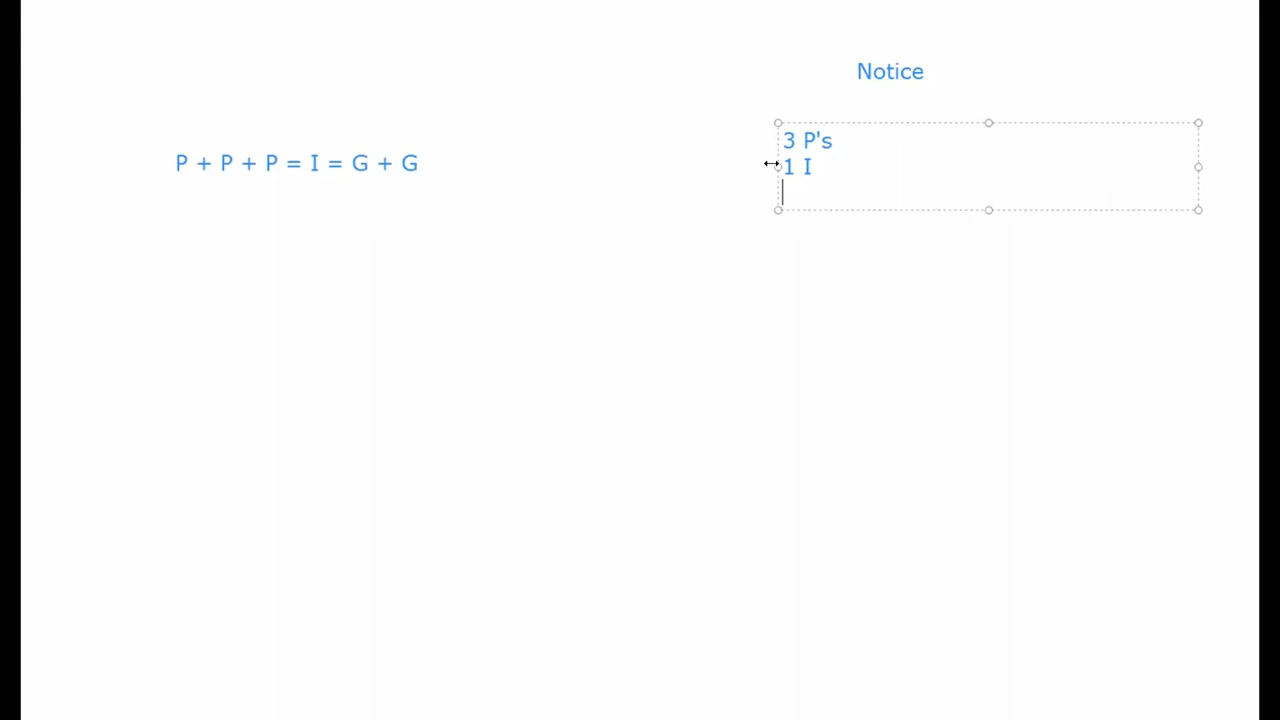 Notice
3 P's
P + P + P = I = G + G
1 I